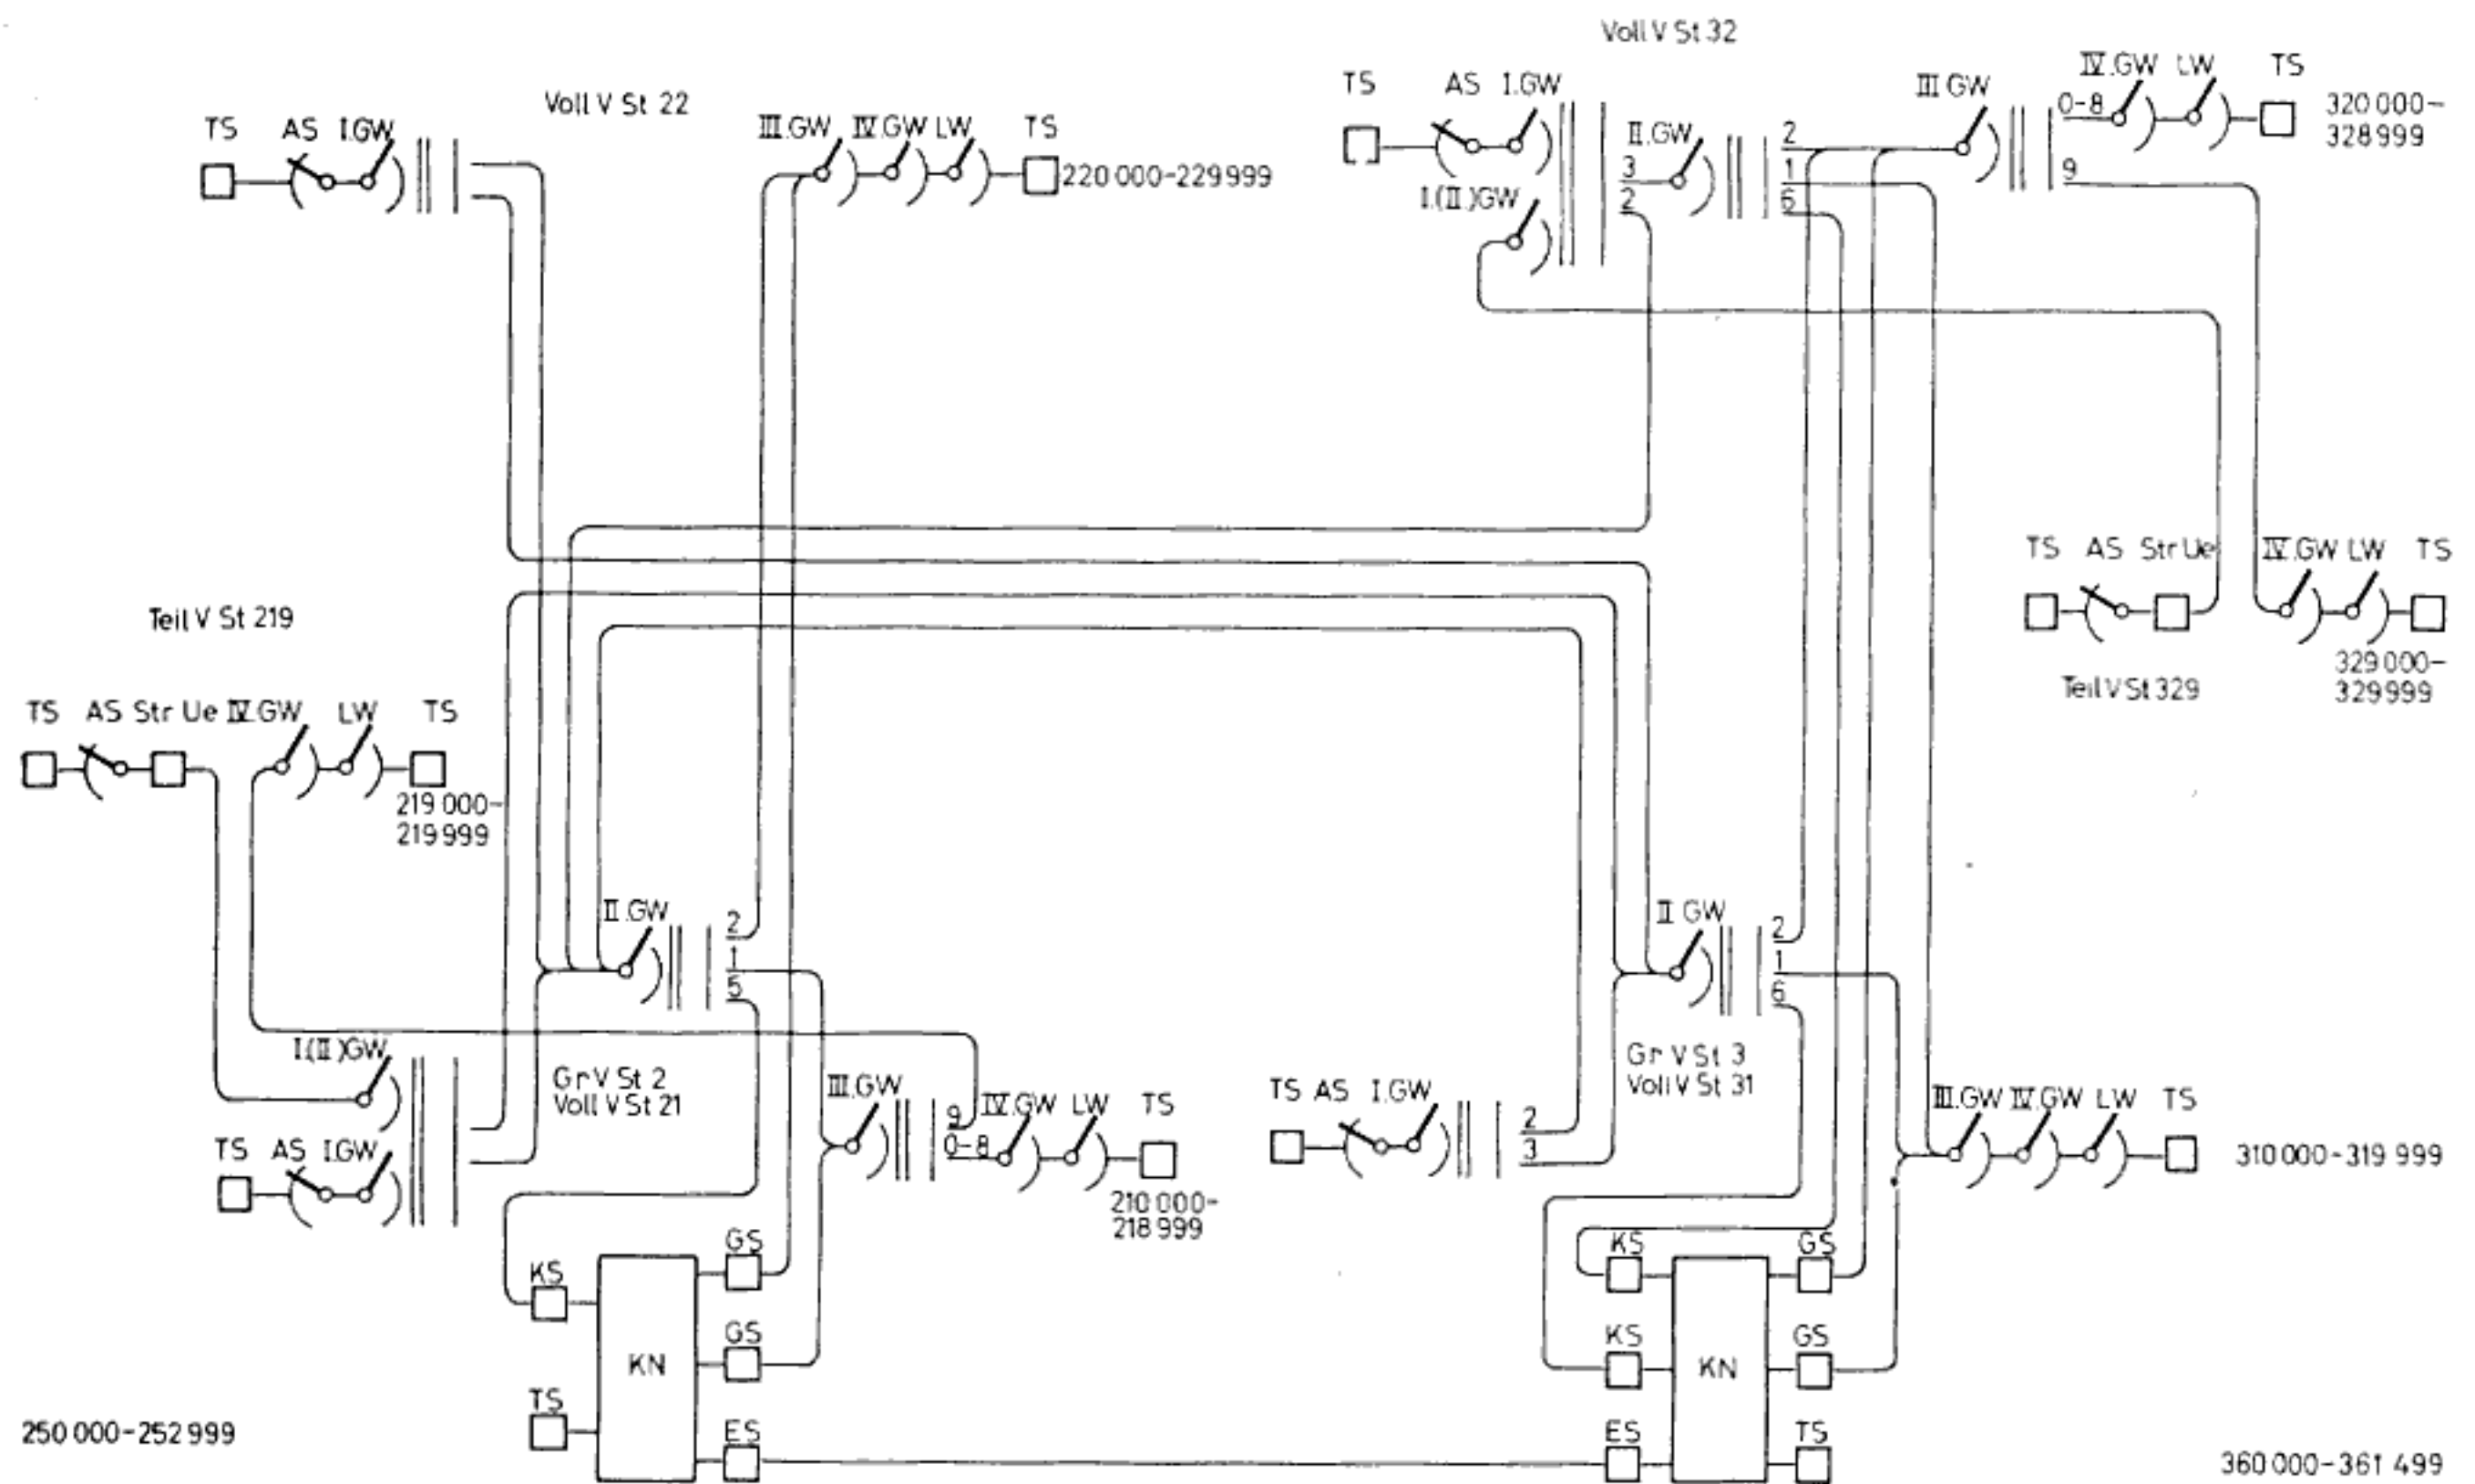 Voll V St 22
TS AS I.GW
III.GW IV.GW LW TS
220 000-229999
Voll V St 32
TS AS I.GW
I.(II.)GW
3
2
II.GW
2
1
6
III GW
0-8
9
IV.GW LW TS
320 000-
328 999
TS AS Str Ue
IV.GW LW TS
329 000-
329 999
Teil V St 329
Teil V St 219
TS AS Str Ue IV.GW LW TS
219 000-
219 999
II.GW
2
1
5
I.(II)GW
TS AS I.GW
Gr V St 2
Voll V St 21
III.GW
9
0-8
IV.GW LW TS
210 000-
218 999
KS
GS
GS
KN
TS
ES
250 000-252 999
II GW
2
1
6
Gr V St 3
Voll V St 31
TS AS I.GW
2
3
III.GW IV.GW LW TS
310 000-319 999
KS
GS
KS
GS
KN
ES
TS
360 000-361 499